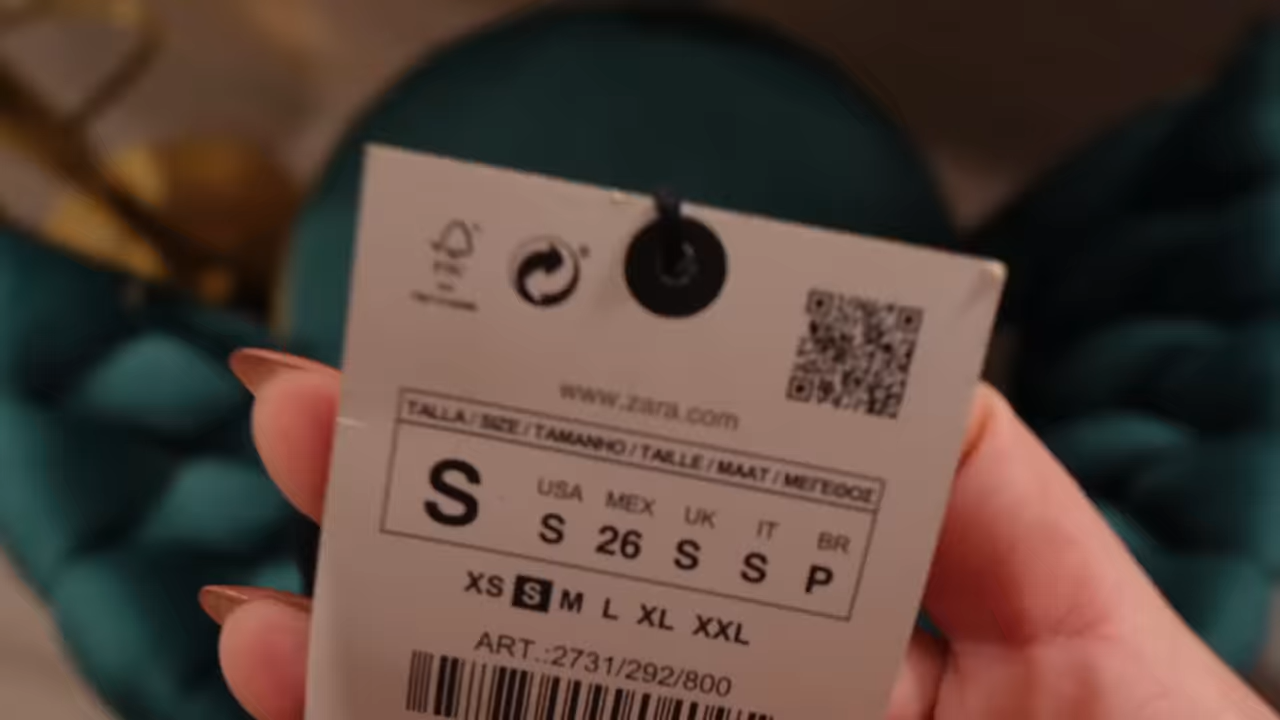 www.zara.com
TALLA / SIZE / TAMANHO / TAILLE / MAAT / ΜΕΓΕΘΟΣ
S
USA MEX UK IT BR
S 26 S S P
XS S M L XL XXL
ART.:2731/292/800